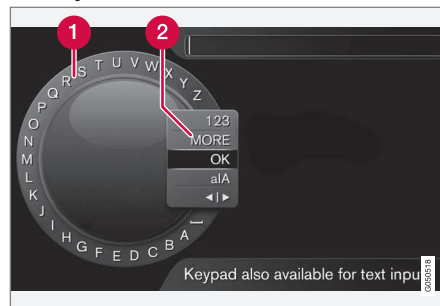 1
2
A B C D E F G H I J K L M N O P Q R S T U V W X Y Z
123
MORE
OK
a|A
◄|►
Keypad also available for text inpu
G050518